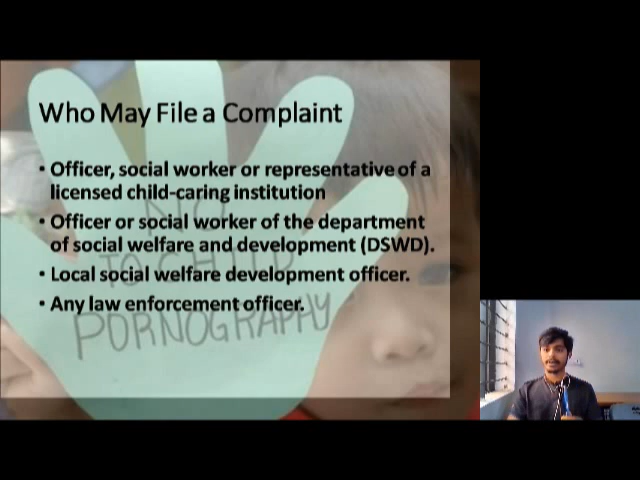 Who May File a Complaint
• Officer, social worker or representative of a
licensed child-caring institution
• Officer or social worker of the department
of social welfare and development (DSWD).
• Local social welfare development officer.
• Any law enforcement officer.
NO
TO CHILD
PORNOGRAPHY